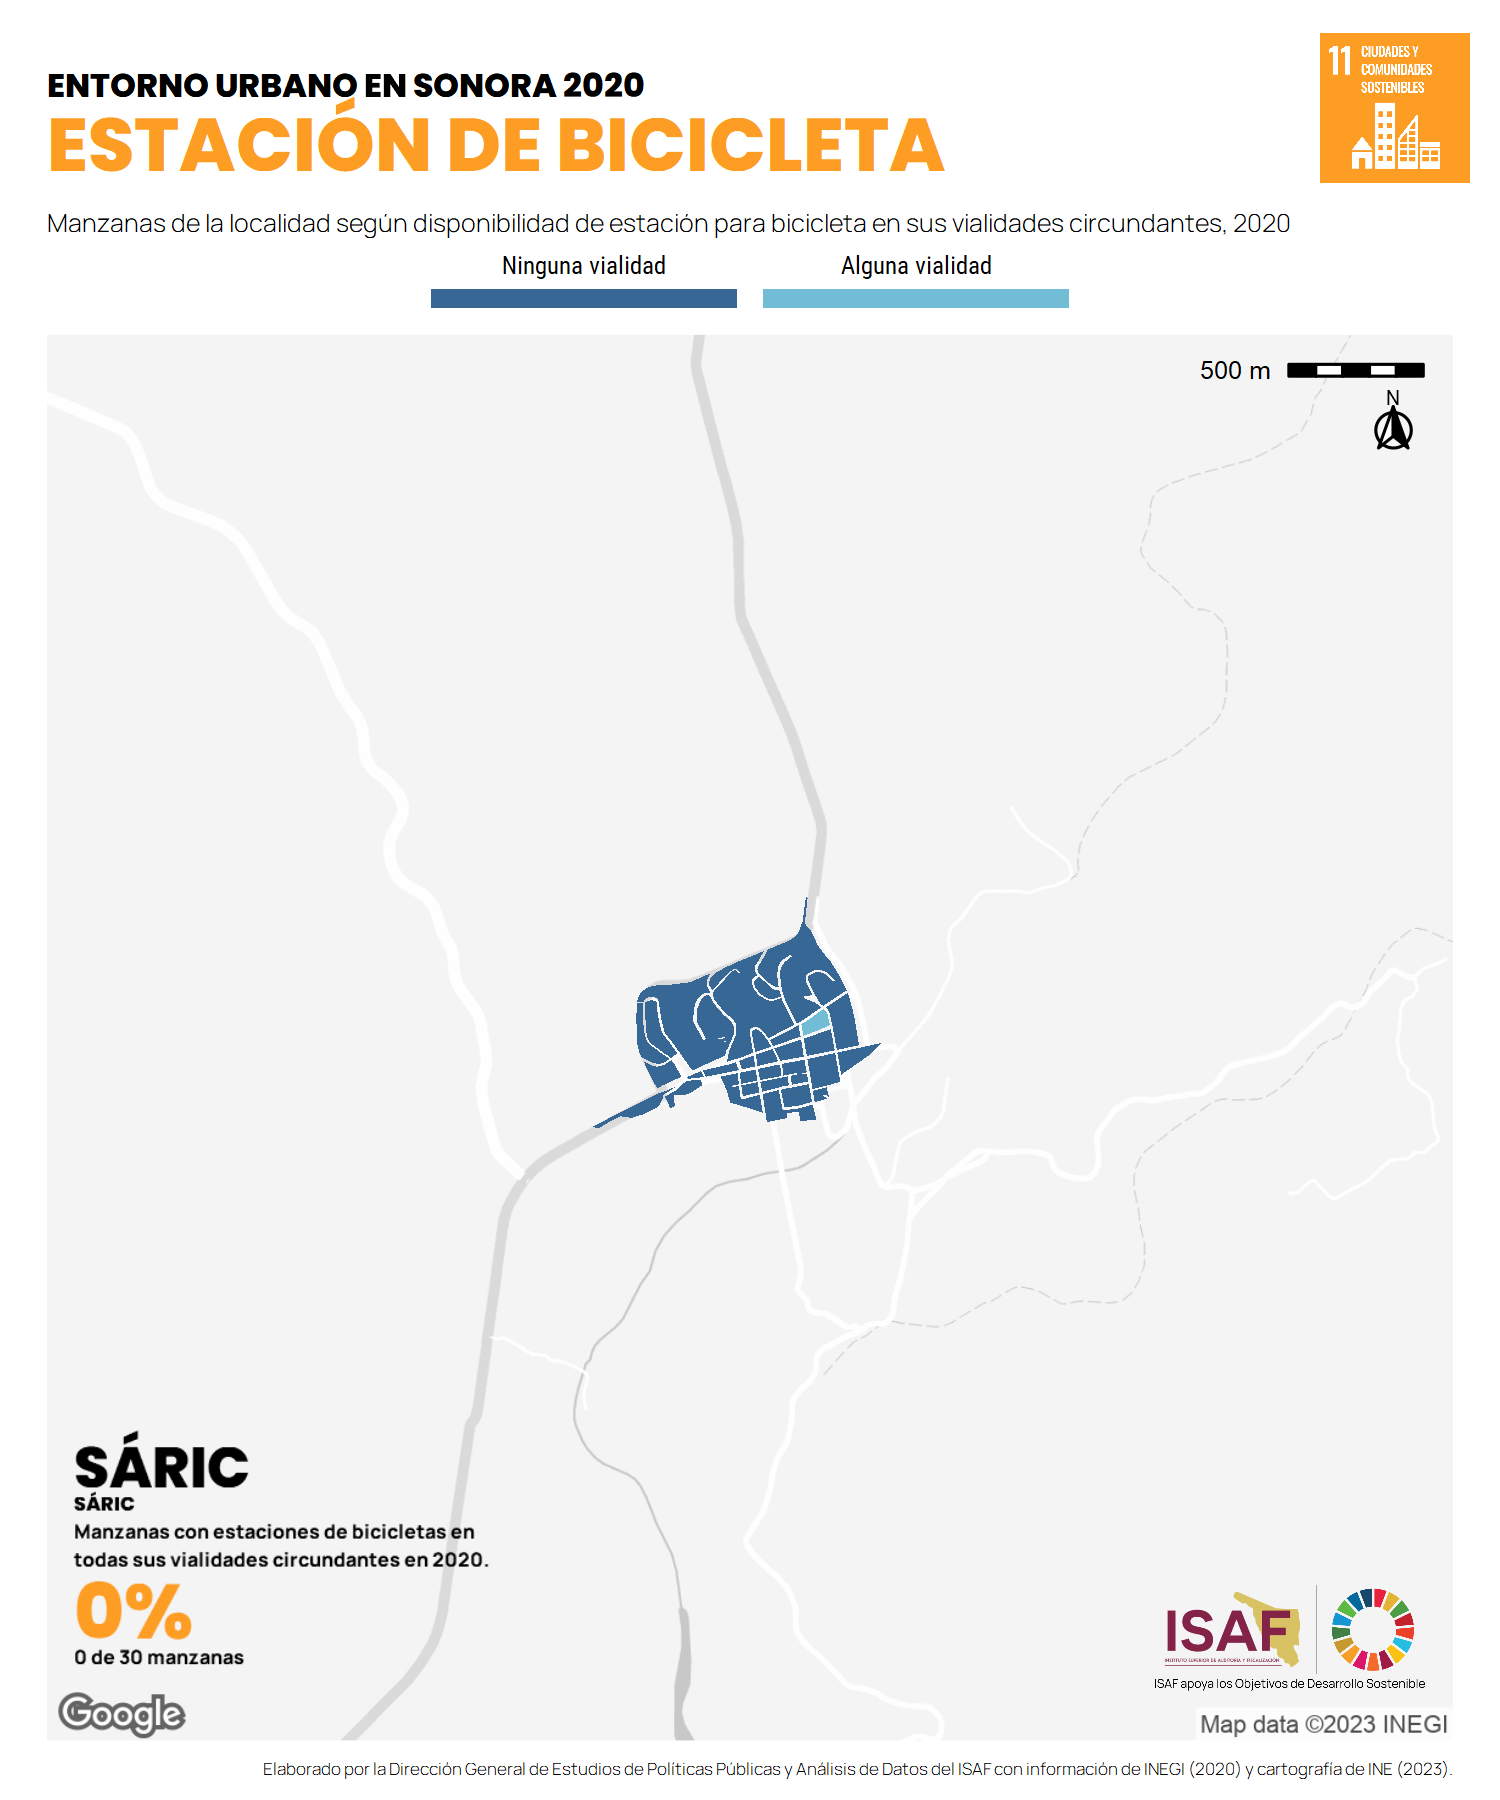 ENTORNO URBANO EN SONORA 2020
ESTACIÓN DE BICICLETA
11 CIUDADES Y
COMUNIDADES
SOSTENIBLES
Manzanas de la localidad según disponibilidad de estación para bicicleta en sus vialidades circundantes, 2020
Ninguna vialidad
Alguna vialidad
500 m
N
SÁRIC
SÁRIC
Manzanas con estaciones de bicicletas en
todas sus vialidades circundantes en 2020.
0%
0 de 30 manzanas
ISAF
INSTITUTO SUPERIOR DE AUDITORÍA Y FISCALIZACIÓN
ISAF apoya los Objetivos de Desarrollo Sostenible
Google
Map data ©2023 INEGI
Elaborado por la Dirección General de Estudios de Políticas Públicas y Análisis de Datos del ISAF con información de INEGI (2020) y cartografía de INE (2023).